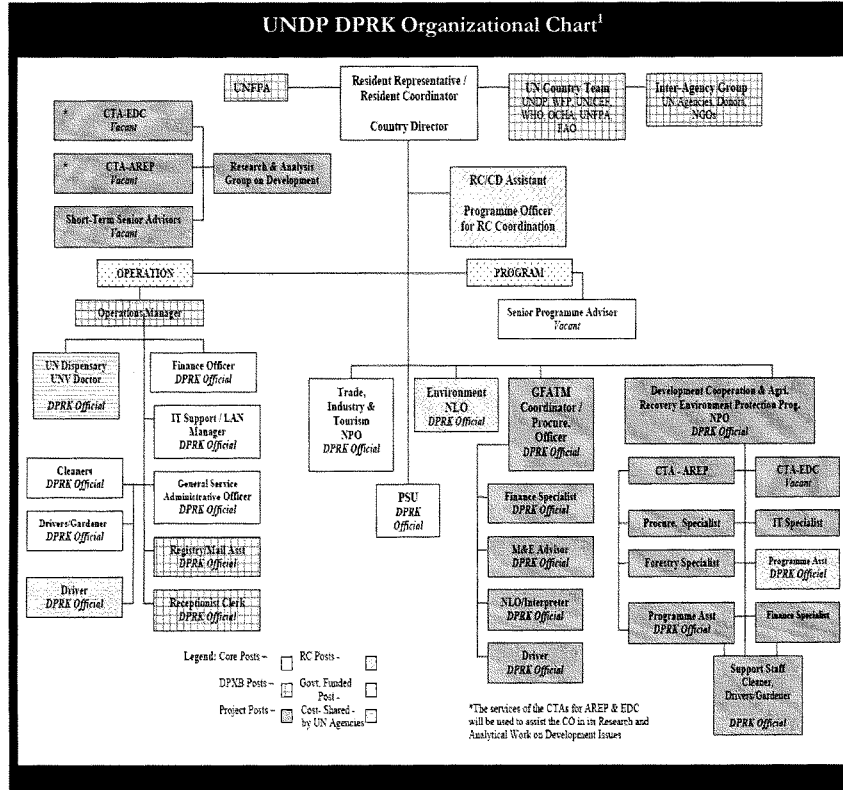 UNDP DPRK Organizational Chart¹
UNFPA
Resident Representative /
Resident Coordinator
Country Director
UN Country Team
UNDP, WFP, UNICEF,
WHO, OCHA, UNFPA,
FAO
Inter-Agency Group
UN Agencies, Donors,
NGOs
* CTA-EDC
Vacant
* CTA-AREP
Vacant
Short-Term Senior Advisors
Vacant
Research & Analysis
Group on Development
RC/CD Assistant
Programme Officer
for RC Coordination
OPERATION
PROGRAM
Operations Manager
Senior Programme Advisor
Vacant
UN Dispensary
UNV Doctor
DPRK Official
Finance Officer
DPRK Official
IT Support / LAN
Manager
DPRK Official
Cleaners
DPRK Official
General Service
Administrative Officer
DPRK Official
Drivers/Gardener
DPRK Official
Registry/Mail Asst
DPRK Official
Driver
DPRK Official
Receptionist Clerk
DPRK Official
Trade,
Industry &
Tourism
NPO
DPRK Official
Environment
NLO
DPRK Official
GFATM
Coordinator /
Procure.
Officer
DPRK Official
Development Cooperation & Agri.
Recovery Environment Protection Prog.
NPO
DPRK Official
PSU
DPRK
Official
Finance Specialist
DPRK Official
M&E Advisor
DPRK Official
NLO/Interpreter
DPRK Official
Driver
DPRK Official
CTA - AREP
CTA-EDC
Vacant
Procure. Specialist
IT Specialist
Forestry Specialist
Programme Asst
DPRK Official
Programme Asst
DPRK Official
Finance Specialist
Support Staff
Cleaner,
Drivers/Gardener
DPRK Official
Legend: Core Posts –
RC Posts -
DPXB Posts –
Govt. Funded
Post -
Project Posts –
Cost- Shared -
by UN Agencies
*The services of the CTAs for AREP & EDC
will be used to assist the CO in its Research and
Analytical Work on Development Issues